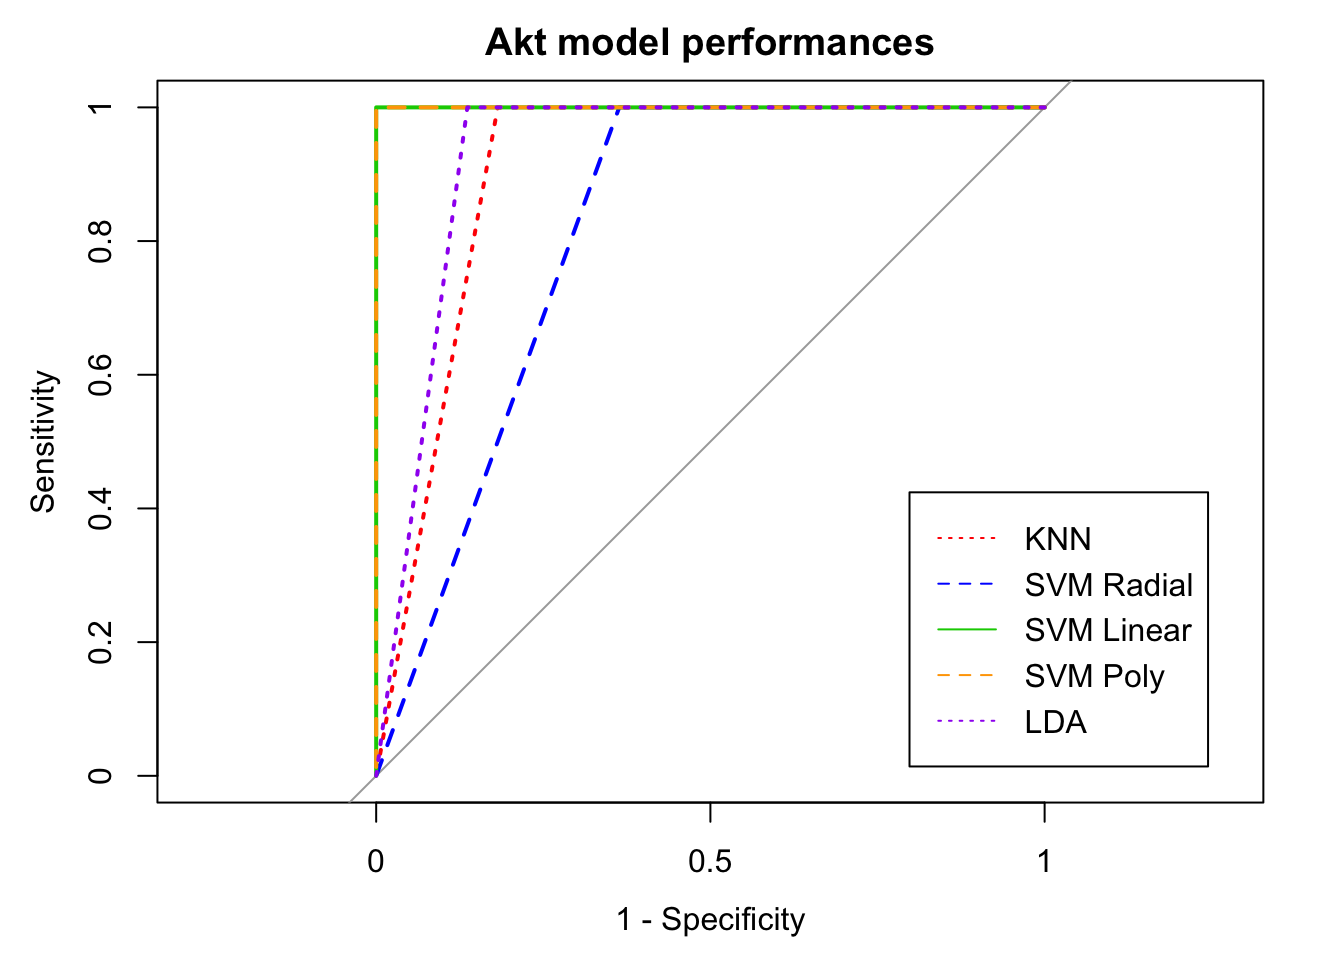 Akt model performances
Sensitivity
1
0.8
0.6
0.4
0.2
0
KNN
SVM Radial
SVM Linear
SVM Poly
LDA
0 0.5 1
1 - Specificity